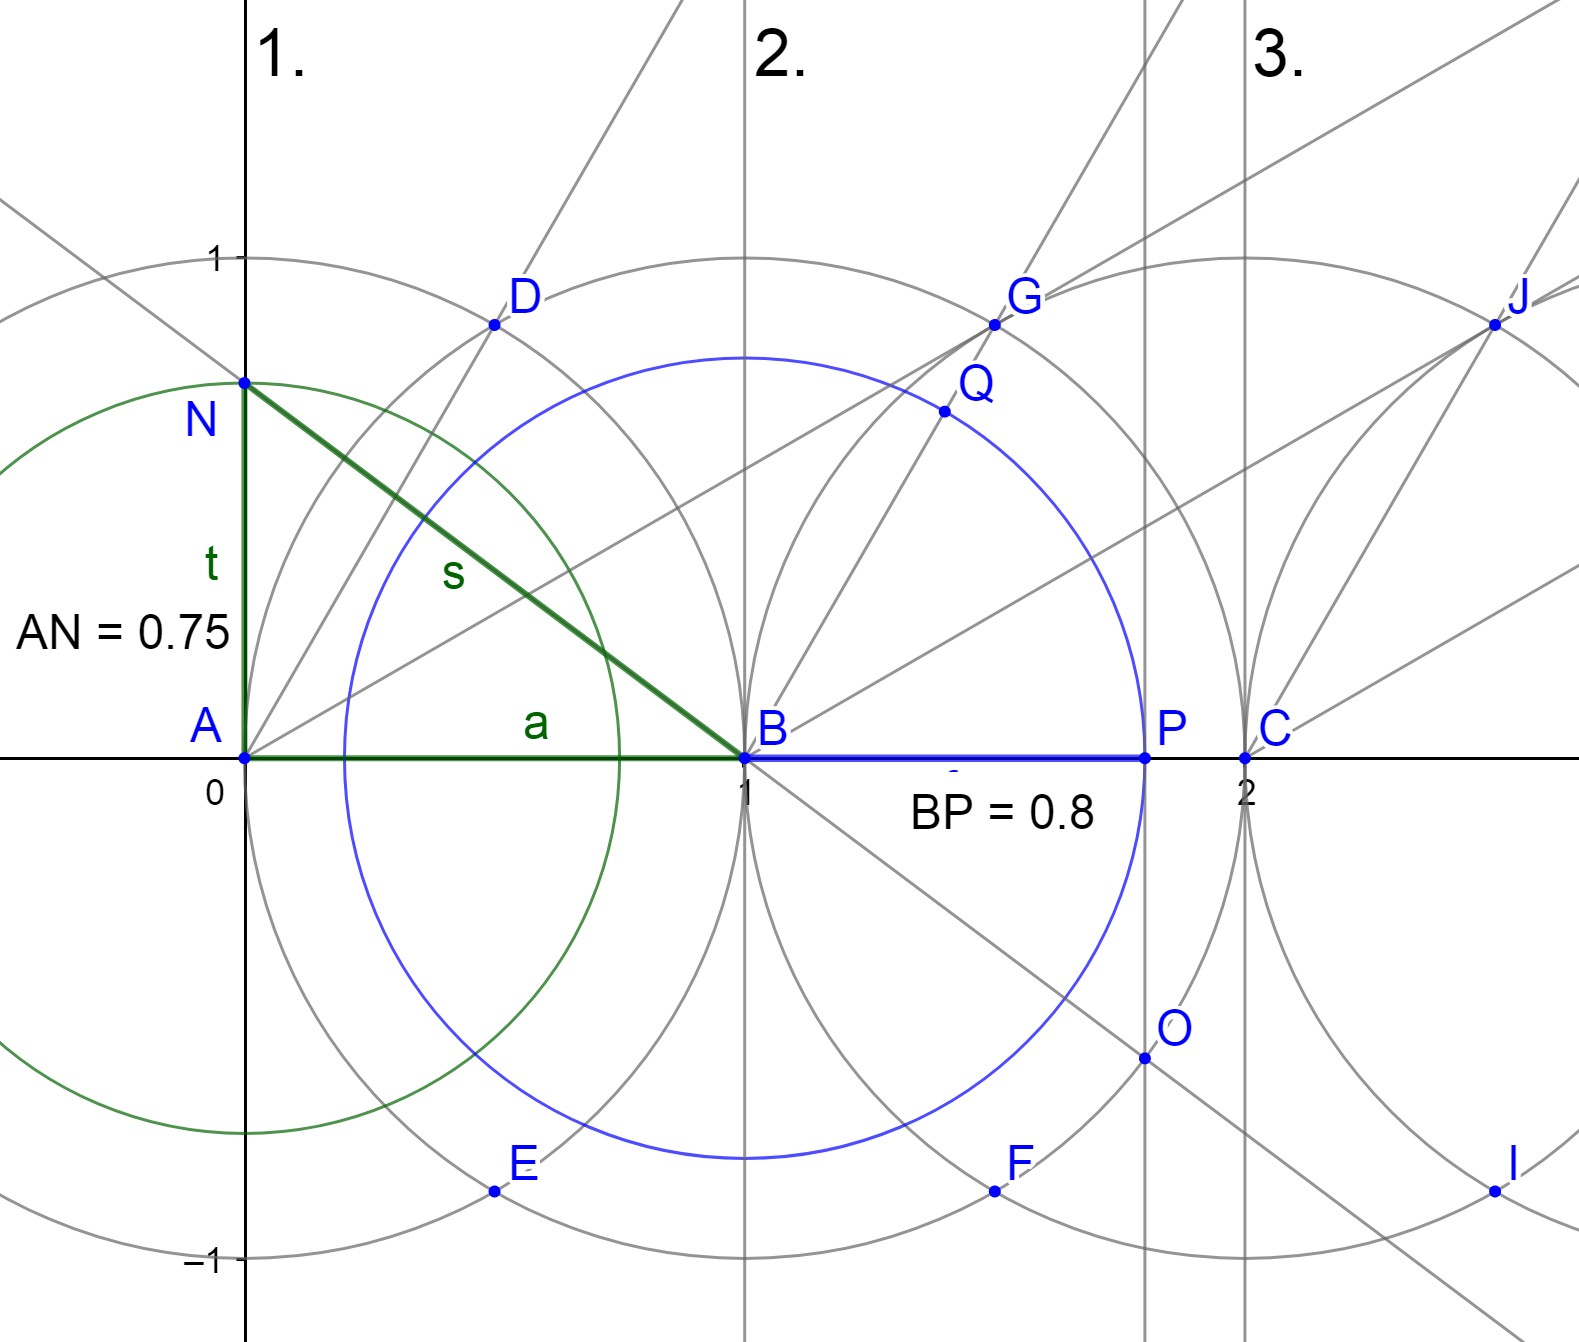 1. 2. 3.
1
D G J
Q
N
t
s
AN = 0.75
A a B P C
0 1 2
BP = 0.8
O
E F I
–1